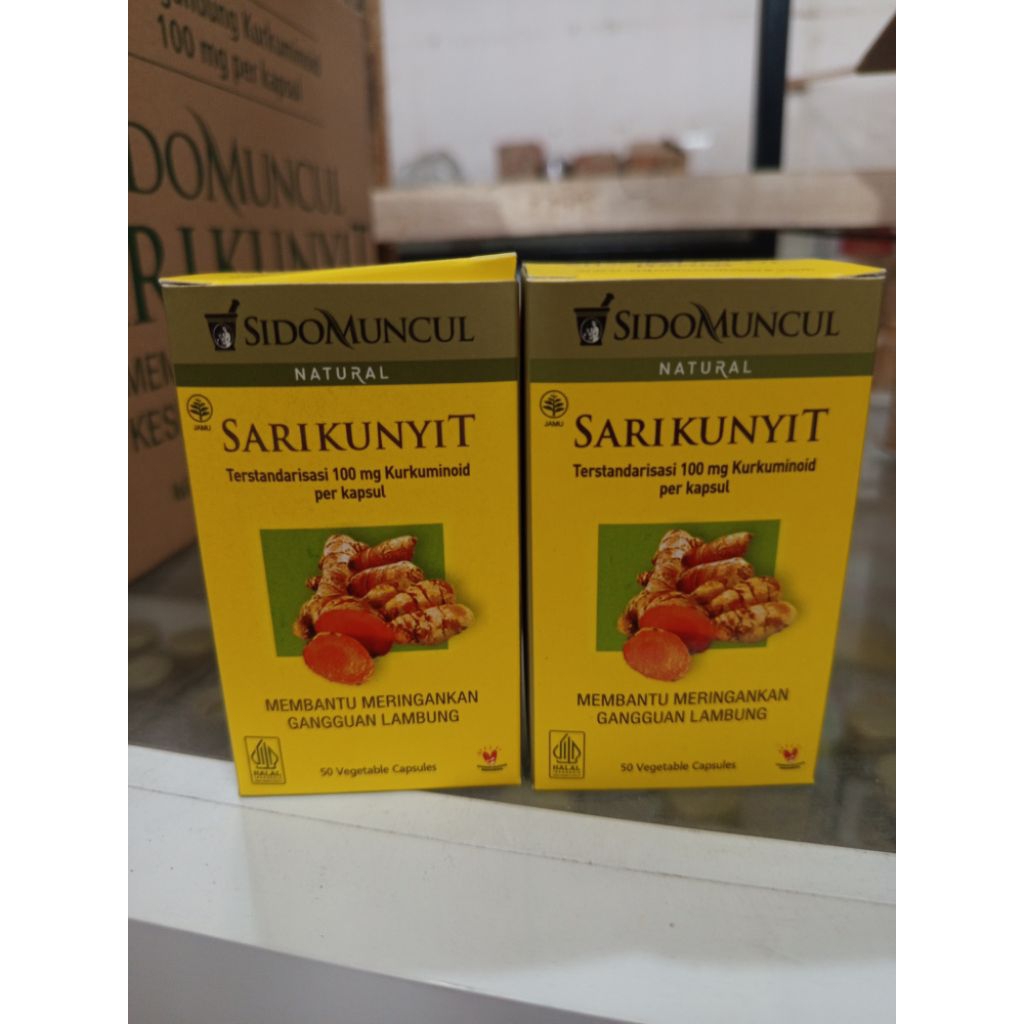 Kurkuminoid
100 mg per kapsul
SIDOMUNCUL
SIDOMUNCUL
NATURAL
JAMU
SARIKUNYIT
Terstandarisasi 100 mg Kurkuminoid
per kapsul
MEMBANTU MERINGANKAN
GANGGUAN LAMBUNG
HALAL
50 Vegetable Capsules
SIDOMUNCUL
NATURAL
JAMU
SARIKUNYIT
Terstandarisasi 100 mg Kurkuminoid
per kapsul
MEMBANTU MERINGANKAN
GANGGUAN LAMBUNG
HALAL
50 Vegetable Capsules